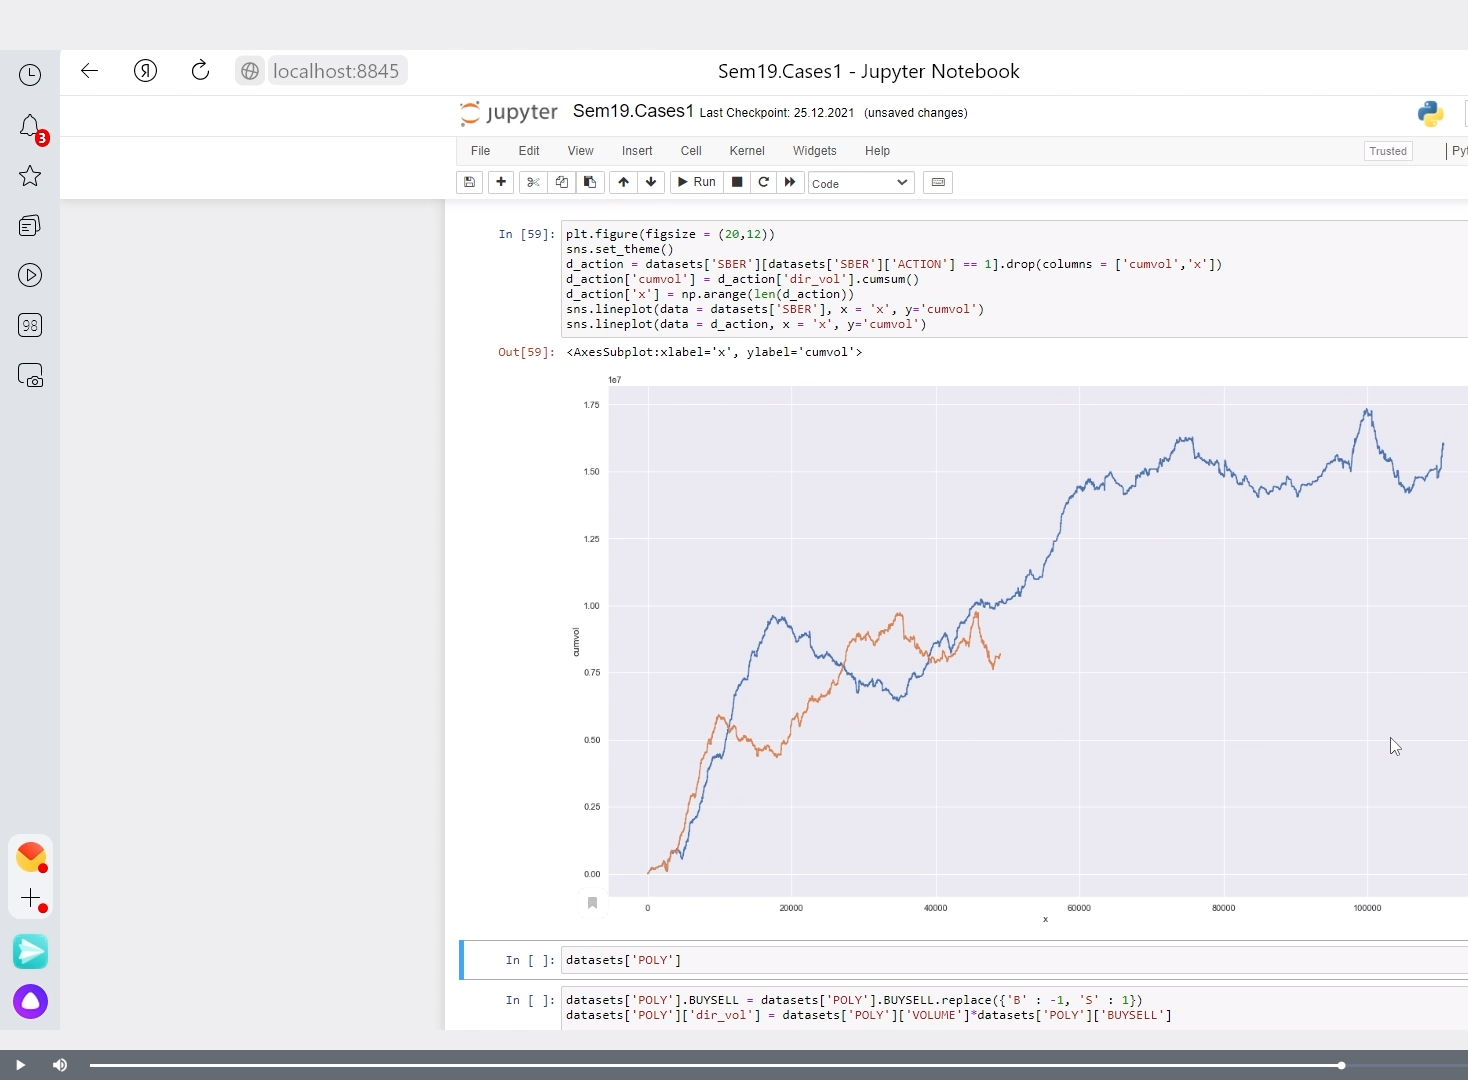 localhost:8845
Sem19.Cases1 - Jupyter Notebook
3
98
jupyter Sem19.Cases1 Last Checkpoint: 25.12.2021 (unsaved changes)
File Edit View Insert Cell Kernel Widgets Help Trusted Pyt
Run Code
In [59]: plt.figure(figsize = (20,12))
sns.set_theme()
d_action = datasets['SBER'][datasets['SBER']['ACTION'] == 1].drop(columns = ['cumvol','x'])
d_action['cumvol'] = d_action['dir_vol'].cumsum()
d_action['x'] = np.arange(len(d_action))
sns.lineplot(data = datasets['SBER'], x = 'x', y='cumvol')
sns.lineplot(data = d_action, x = 'x', y='cumvol')
Out[59]: <AxesSubplot:xlabel='x', ylabel='cumvol'>
1e7
1.75
1.50
1.25
1.00
0.75
0.50
0.25
0.00
cumvol
0 20000 40000 60000 80000 100000
x
In [ ]: datasets['POLY']
In [ ]: datasets['POLY'].BUYSELL = datasets['POLY'].BUYSELL.replace({'B' : -1, 'S' : 1})
datasets['POLY']['dir_vol'] = datasets['POLY']['VOLUME']*datasets['POLY']['BUYSELL']